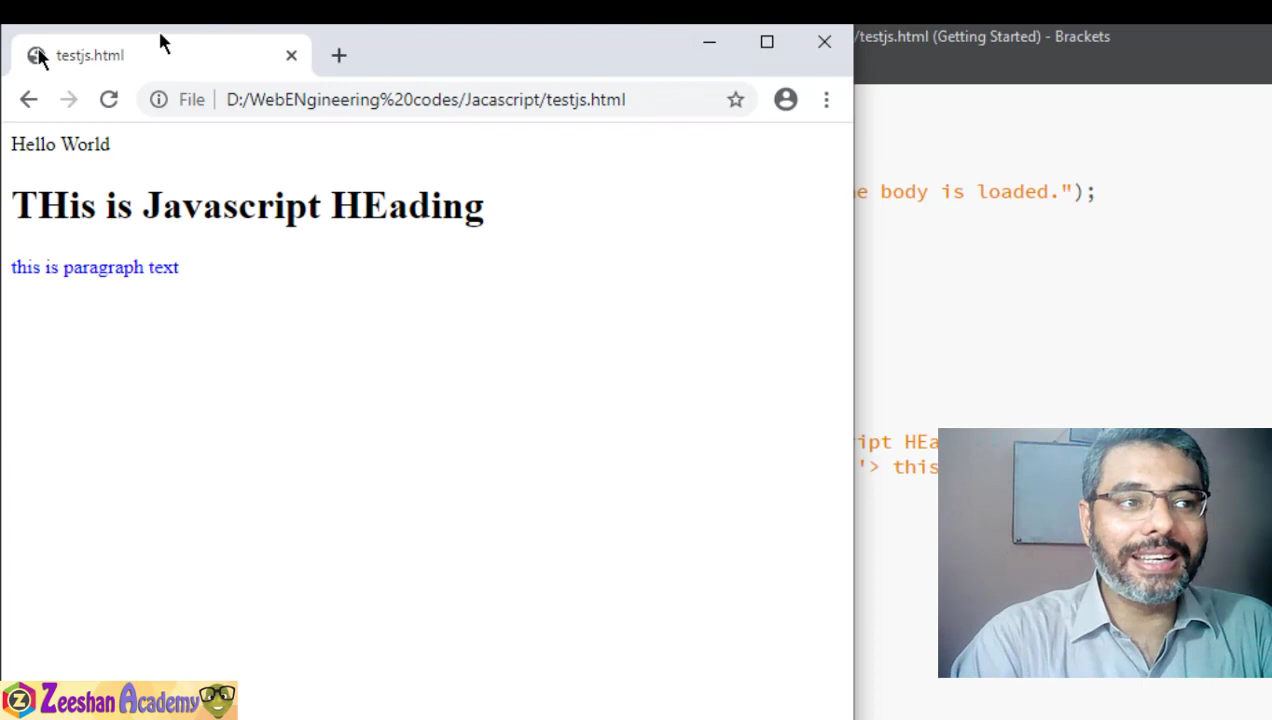 testjs.html
/testjs.html (Getting Started) - Brackets
File D:/WebENgineering%20codes/Jacascript/testjs.html
Hello World
THis is Javascript HEading
this is paragraph text
body is loaded.");
ipt HEa
'> this
Zeeshan Academy